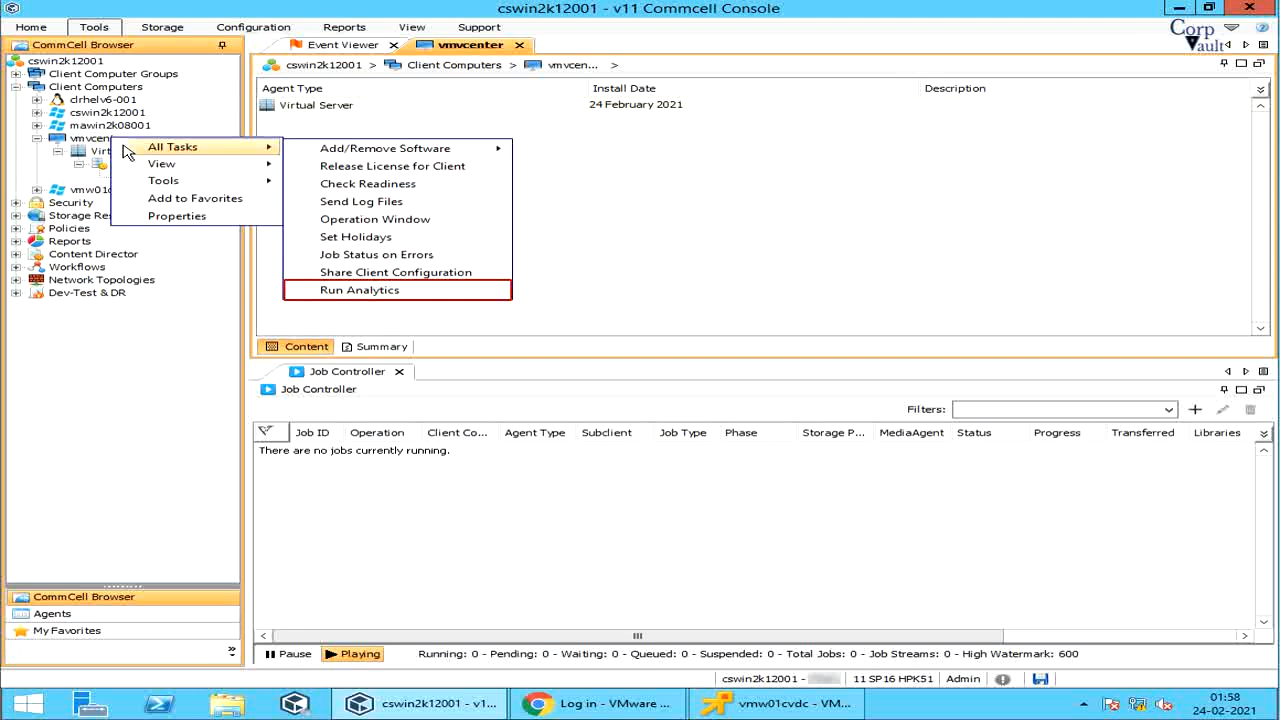 cswin2k12001 - v11 Commcell Console
Home Tools Storage Configuration Reports View Support
Corp Vault
CommCell Browser
Event Viewer vmvcenter
cswin2k12001
Client Computer Groups
Client Computers
clrhelv6-001
cswin2k12001
mawin2k08001
vmvcen
Virt
vmw01c
Security
Storage Res
Policies
Reports
Content Director
Workflows
Network Topologies
Dev-Test & DR
All Tasks
View
Tools
Add to Favorites
Properties
Add/Remove Software
Release License for Client
Check Readiness
Send Log Files
Operation Window
Set Holidays
Job Status on Errors
Share Client Configuration
Run Analytics
cswin2k12001 > Client Computers > vmvcen... >
Agent Type Install Date Description
Virtual Server 24 February 2021
Content Summary
Job Controller
Job Controller
Filters:
Job ID Operation Client Co... Agent Type Subclient Job Type Phase Storage P... MediaAgent Status Progress Transferred Libraries
There are no jobs currently running.
CommCell Browser
Agents
My Favorites
Pause Playing Running: 0 - Pending: 0 - Waiting: 0 - Queued: 0 - Suspended: 0 - Total Jobs: 0 - Job Streams: 0 - High Watermark: 600
cswin2k12001 - 11 SP16 HPK51 Admin
cswin2k12001 - v1... Log in - VMware ... vmw01cvdc - VM...
01:58
24-02-2021